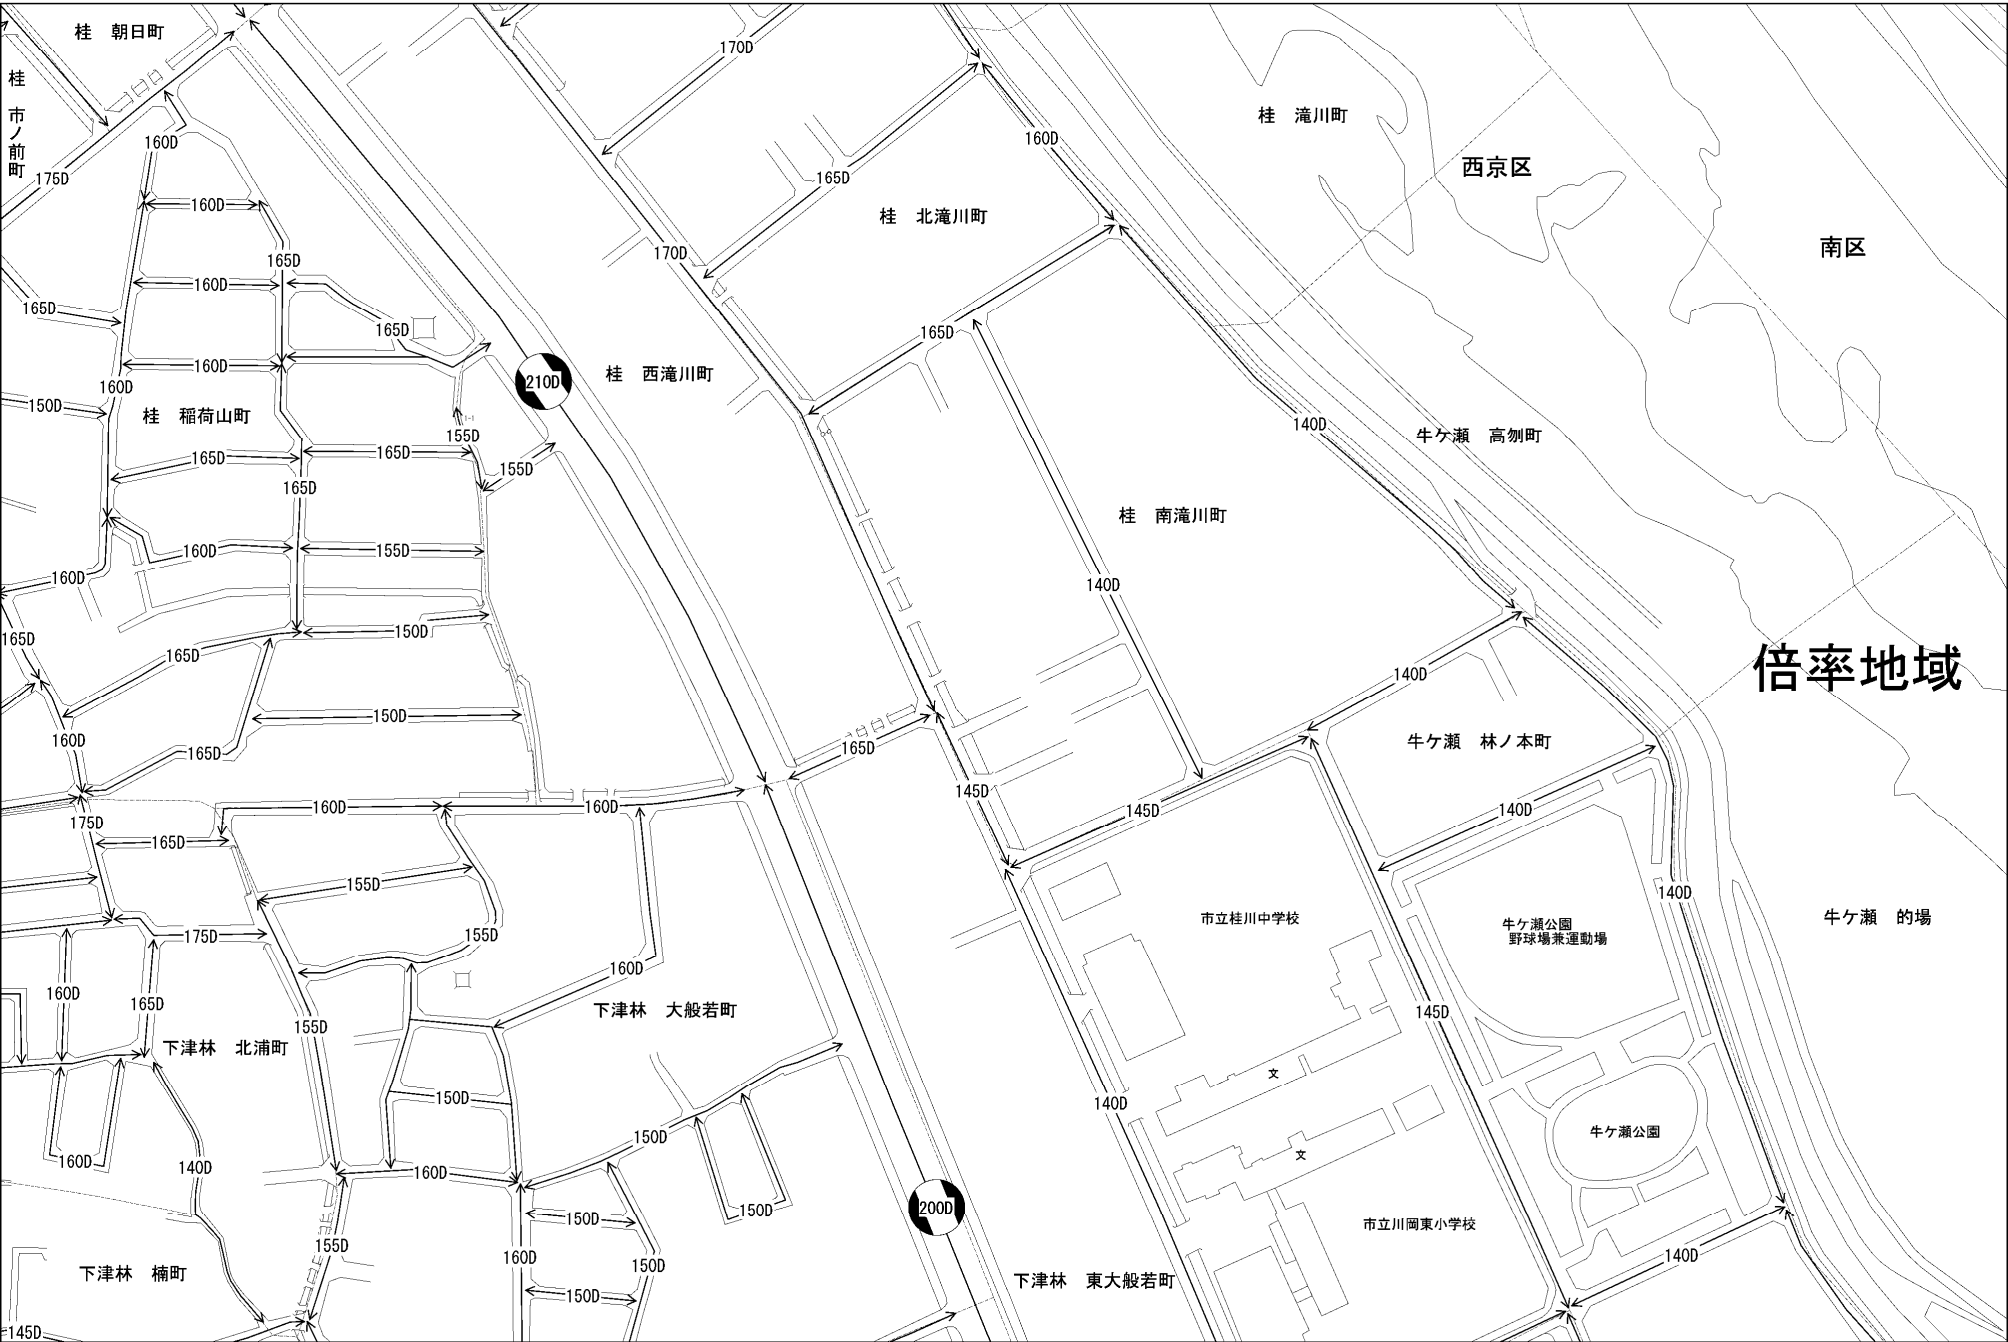 桂　朝日町
170D
桂
市ノ前町
桂　滝川町
160D
160D
西京区
175D
165D
160D
桂　北滝川町
南区
170D
165D
160D
165D
165D
165D
160D
桂　西滝川町
210D
160D
150D
桂　稲荷山町
140D
155D
牛ケ瀬　高刎町
165D
165D
155D
165D
桂　南滝川町
160D
155D
160D
140D
165D
150D
165D
倍率地域
140D
150D
160D
165D
165D
牛ケ瀬　林ノ本町
145D
160D
160D
175D
145D
140D
165D
155D
140D
175D
155D
市立桂川中学校
牛ケ瀬公園
野球場兼運動場
牛ケ瀬　的場
160D
160D
165D
下津林　大般若町
155D
145D
下津林　北浦町
文
150D
140D
150D
牛ケ瀬公園
文
160D
140D
160D
200D
150D
150D
市立川岡東小学校
155D
160D
150D
140D
下津林　楠町
下津林　東大般若町
150D
145D